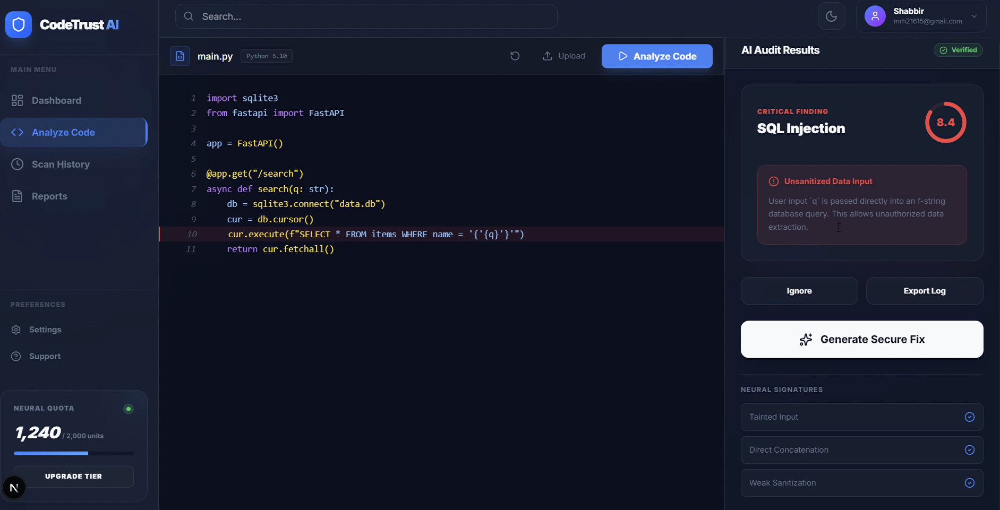 CodeTrust AI
Search...
Shabbir
mrh21615@gmail.com
MAIN MENU
Dashboard
Analyze Code
Scan History
Reports
PREFERENCES
Settings
Support
NEURAL QUOTA
1,240 / 2,000 units
UPGRADE TIER
N
main.py
Python 3.10
Upload
Analyze Code
1 import sqlite3
2 from fastapi import FastAPI
3
4 app = FastAPI()
5
6 @app.get("/search")
7 async def search(q: str):
8     db = sqlite3.connect("data.db")
9     cur = db.cursor()
10     cur.execute(f"SELECT * FROM items WHERE name = '{'{q}'}'")
11     return cur.fetchall()
AI Audit Results
Verified
CRITICAL FINDING
SQL Injection
8.4
Unsanitized Data Input
User input `q` is passed directly into an f-string
database query. This allows unauthorized data
extraction.
Ignore
Export Log
Generate Secure Fix
NEURAL SIGNATURES
Tainted Input
Direct Concatenation
Weak Sanitization